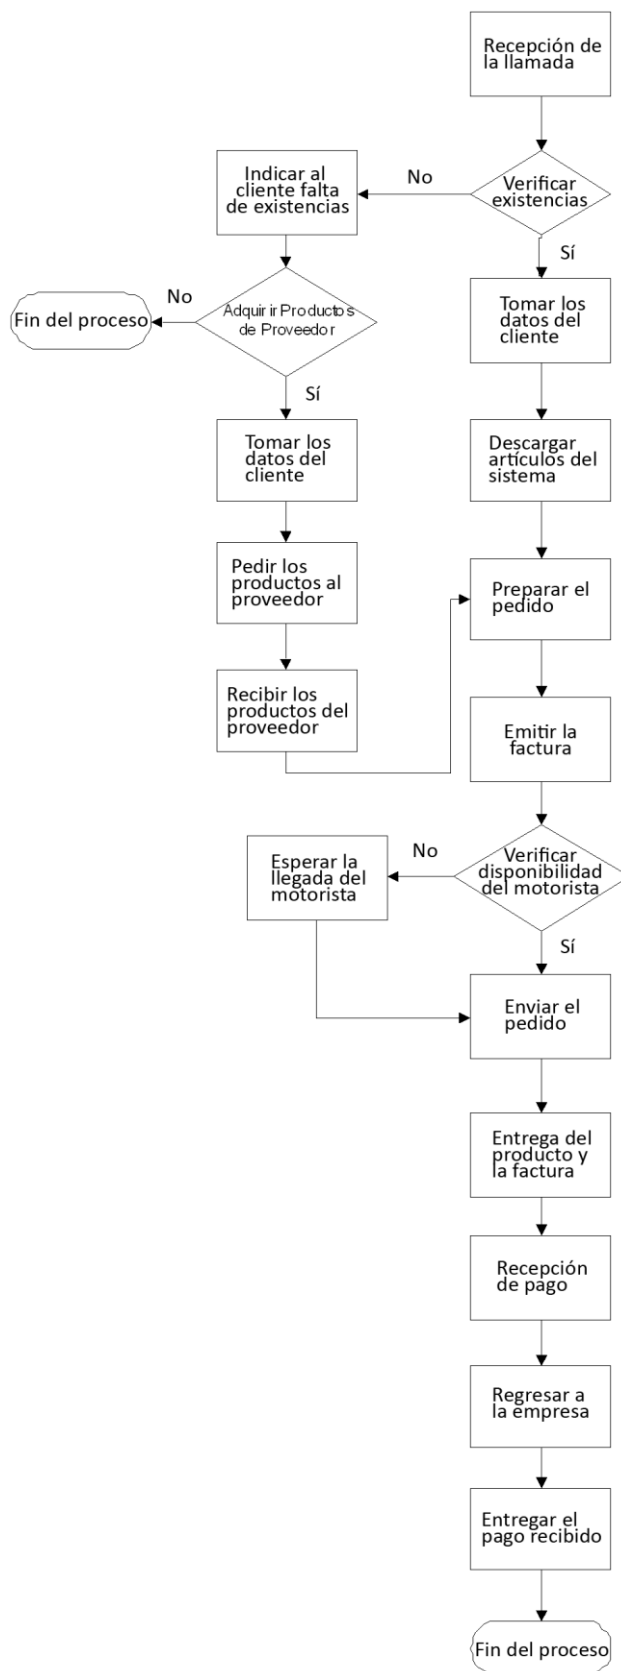 Recepción de
la llamada
Verificar
existencias
No
Sí
Indicar al
cliente falta
de existencias
Adquirir Productos
de Proveedor
No
Fin del proceso
Sí
Tomar los
datos del
cliente
Pedir los
productos al
proveedor
Recibir los
productos del
proveedor
Tomar los
datos del
cliente
Descargar
artículos del
sistema
Preparar el
pedido
Emitir la
factura
Verificar
disponibilidad
del motorista
No
Esperar la
llegada del
motorista
Sí
Enviar el
pedido
Entrega del
producto y
la factura
Recepción
de pago
Regresar a
la empresa
Entregar el
pago recibido
Fin del proceso